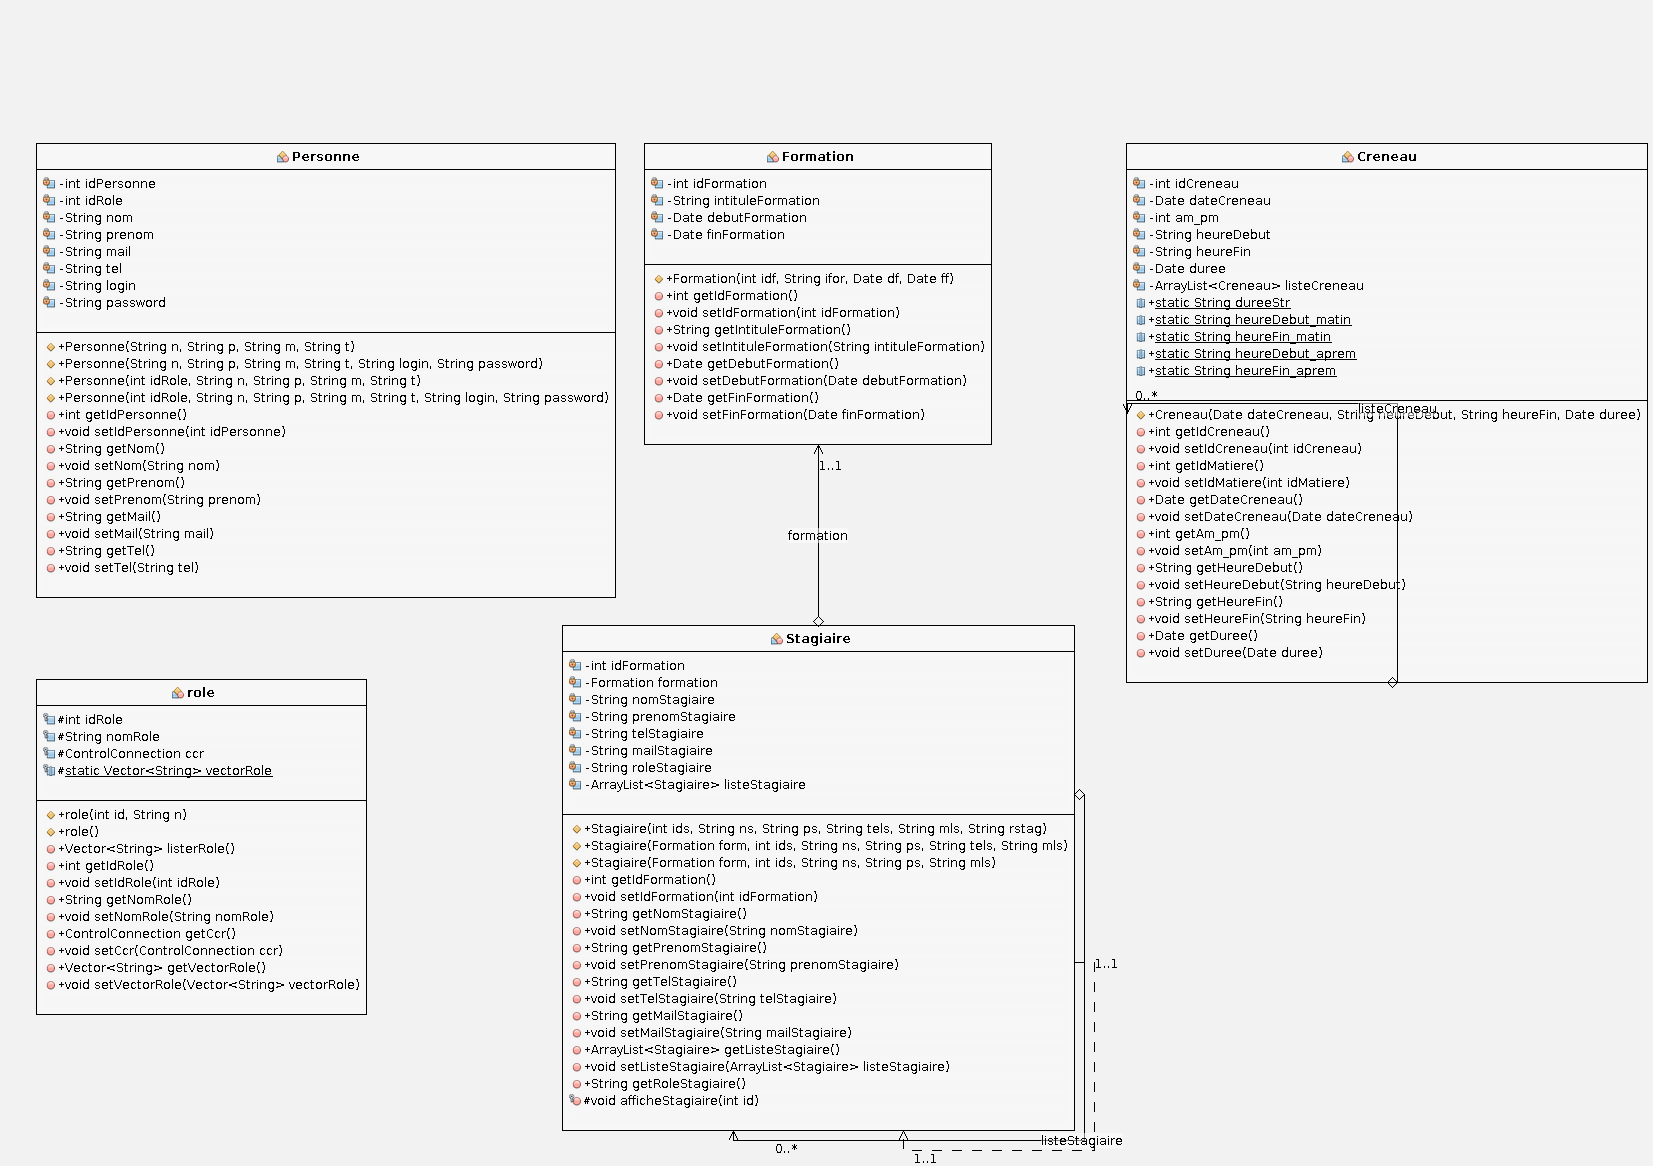 Personne
-int idPersonne
-int idRole
-String nom
-String prenom
-String mail
-String tel
-String login
-String password
+Personne(String n, String p, String m, String t)
+Personne(String n, String p, String m, String t, String login, String password)
+Personne(int idRole, String n, String p, String m, String t)
+Personne(int idRole, String n, String p, String m, String t, String login, String password)
+int getIdPersonne()
+void setIdPersonne(int idPersonne)
+String getNom()
+void setNom(String nom)
+String getPrenom()
+void setPrenom(String prenom)
+String getMail()
+void setMail(String mail)
+String getTel()
+void setTel(String tel)
Formation
-int idFormation
-String intituleFormation
-Date debutFormation
-Date finFormation
+Formation(int idf, String ifor, Date df, Date ff)
+int getIdFormation()
+void setIdFormation(int idFormation)
+String getIntituleFormation()
+void setIntituleFormation(String intituleFormation)
+Date getDebutFormation()
+void setDebutFormation(Date debutFormation)
+Date getFinFormation()
+void setFinFormation(Date finFormation)
1..1
formation
Creneau
-int idCreneau
-Date dateCreneau
-int am_pm
-String heureDebut
-String heureFin
-Date duree
-ArrayList<Creneau> listeCreneau
+static String dureeStr
+static String heureDebut_matin
+static String heureFin_matin
+static String heureDebut_aprem
+static String heureFin_aprem
0..*
listeCreneau
+Creneau(Date dateCreneau, String heureDebut, String heureFin, Date duree)
+int getIdCreneau()
+void setIdCreneau(int idCreneau)
+int getIdMatiere()
+void setIdMatiere(int idMatiere)
+Date getDateCreneau()
+void setDateCreneau(Date dateCreneau)
+int getAm_pm()
+void setAm_pm(int am_pm)
+String getHeureDebut()
+void setHeureDebut(String heureDebut)
+String getHeureFin()
+void setHeureFin(String heureFin)
+Date getDuree()
+void setDuree(Date duree)
role
#int idRole
#String nomRole
#ControlConnection ccr
#static Vector<String> vectorRole
+role(int id, String n)
+role()
+Vector<String> listerRole()
+int getIdRole()
+void setIdRole(int idRole)
+String getNomRole()
+void setNomRole(String nomRole)
+ControlConnection getCcr()
+void setCcr(ControlConnection ccr)
+Vector<String> getVectorRole()
+void setVectorRole(Vector<String> vectorRole)
Stagiaire
-int idFormation
-Formation formation
-String nomStagiaire
-String prenomStagiaire
-String telStagiaire
-String mailStagiaire
-String roleStagiaire
-ArrayList<Stagiaire> listeStagiaire
+Stagiaire(int ids, String ns, String ps, String tels, String mls, String rstag)
+Stagiaire(Formation form, int ids, String ns, String ps, String tels, String mls)
+Stagiaire(Formation form, int ids, String ns, String ps, String mls)
+int getIdFormation()
+void setIdFormation(int idFormation)
+String getNomStagiaire()
+void setNomStagiaire(String nomStagiaire)
+String getPrenomStagiaire()
+void setPrenomStagiaire(String prenomStagiaire)
+String getTelStagiaire()
+void setTelStagiaire(String telStagiaire)
+String getMailStagiaire()
+void setMailStagiaire(String mailStagiaire)
+ArrayList<Stagiaire> getListeStagiaire()
+void setListeStagiaire(ArrayList<Stagiaire> listeStagiaire)
+String getRoleStagiaire()
#void afficheStagiaire(int id)
1..1
listeStagiaire
0..*
1..1